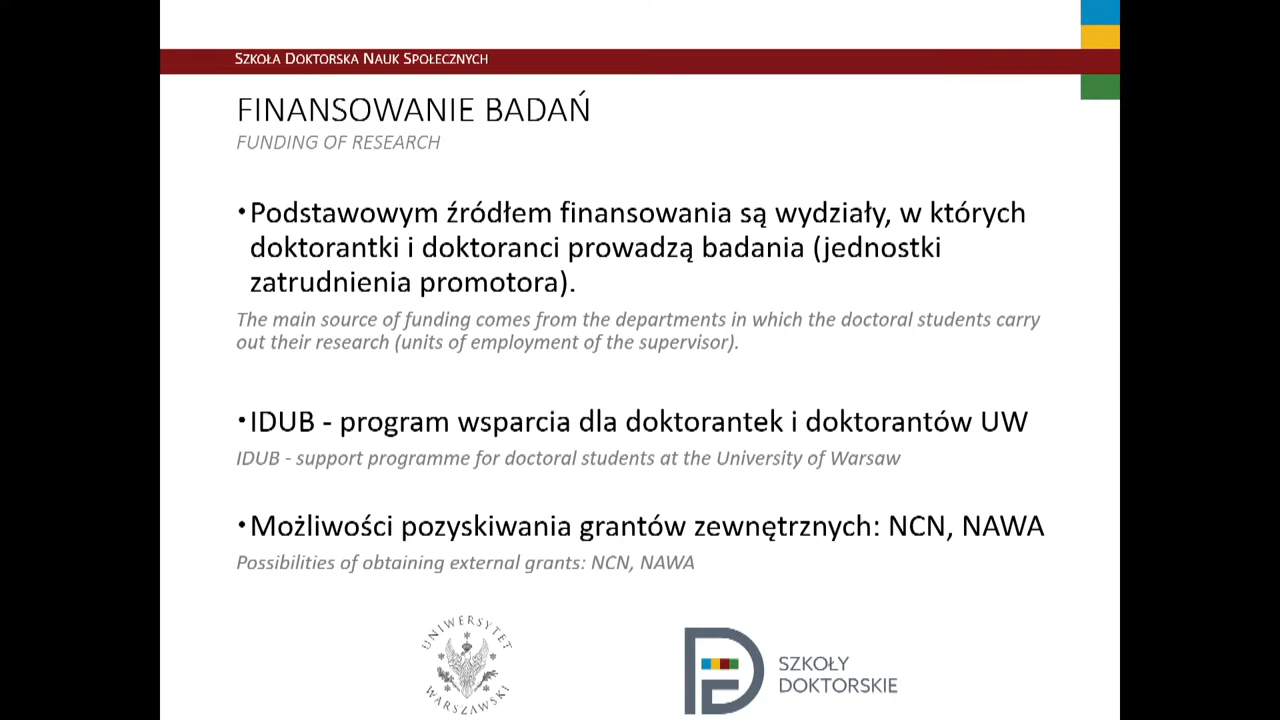 Szkoła Doktorska Nauk Społecznych
FINANSOWANIE BADAŃ
FUNDING OF RESEARCH
•Podstawowym źródłem finansowania są wydziały, w których
doktorantki i doktoranci prowadzą badania (jednostki
zatrudnienia promotora).
The main source of funding comes from the departments in which the doctoral students carry
out their research (units of employment of the supervisor).
•IDUB - program wsparcia dla doktorantek i doktorantów UW
IDUB - support programme for doctoral students at the University of Warsaw
•Możliwości pozyskiwania grantów zewnętrznych: NCN, NAWA
Possibilities of obtaining external grants: NCN, NAWA
UNIWERSYTET
WARSZAWSKI
SZKOŁY
DOKTORSKIE